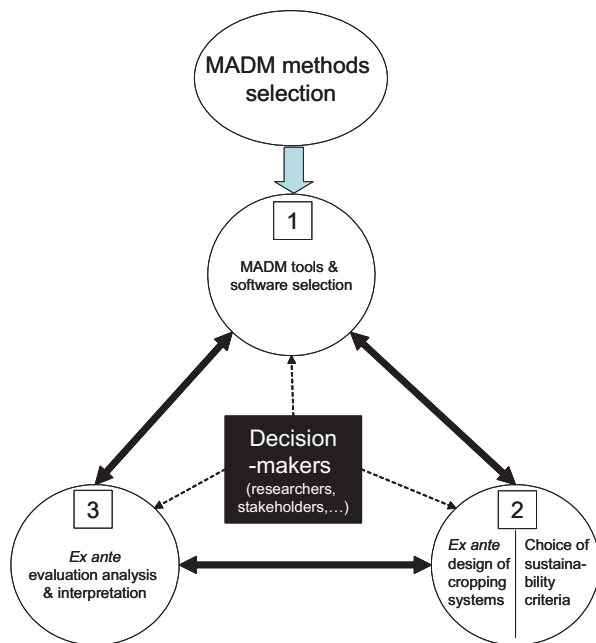 MADM methods
selection
1
MADM tools &
software selection
Decision
-makers
(researchers,
stakeholders,...)
3
Ex ante
evaluation analysis
& interpretation
2
Ex ante
design of
cropping
systems
Choice of
sustaina-
bility
criteria